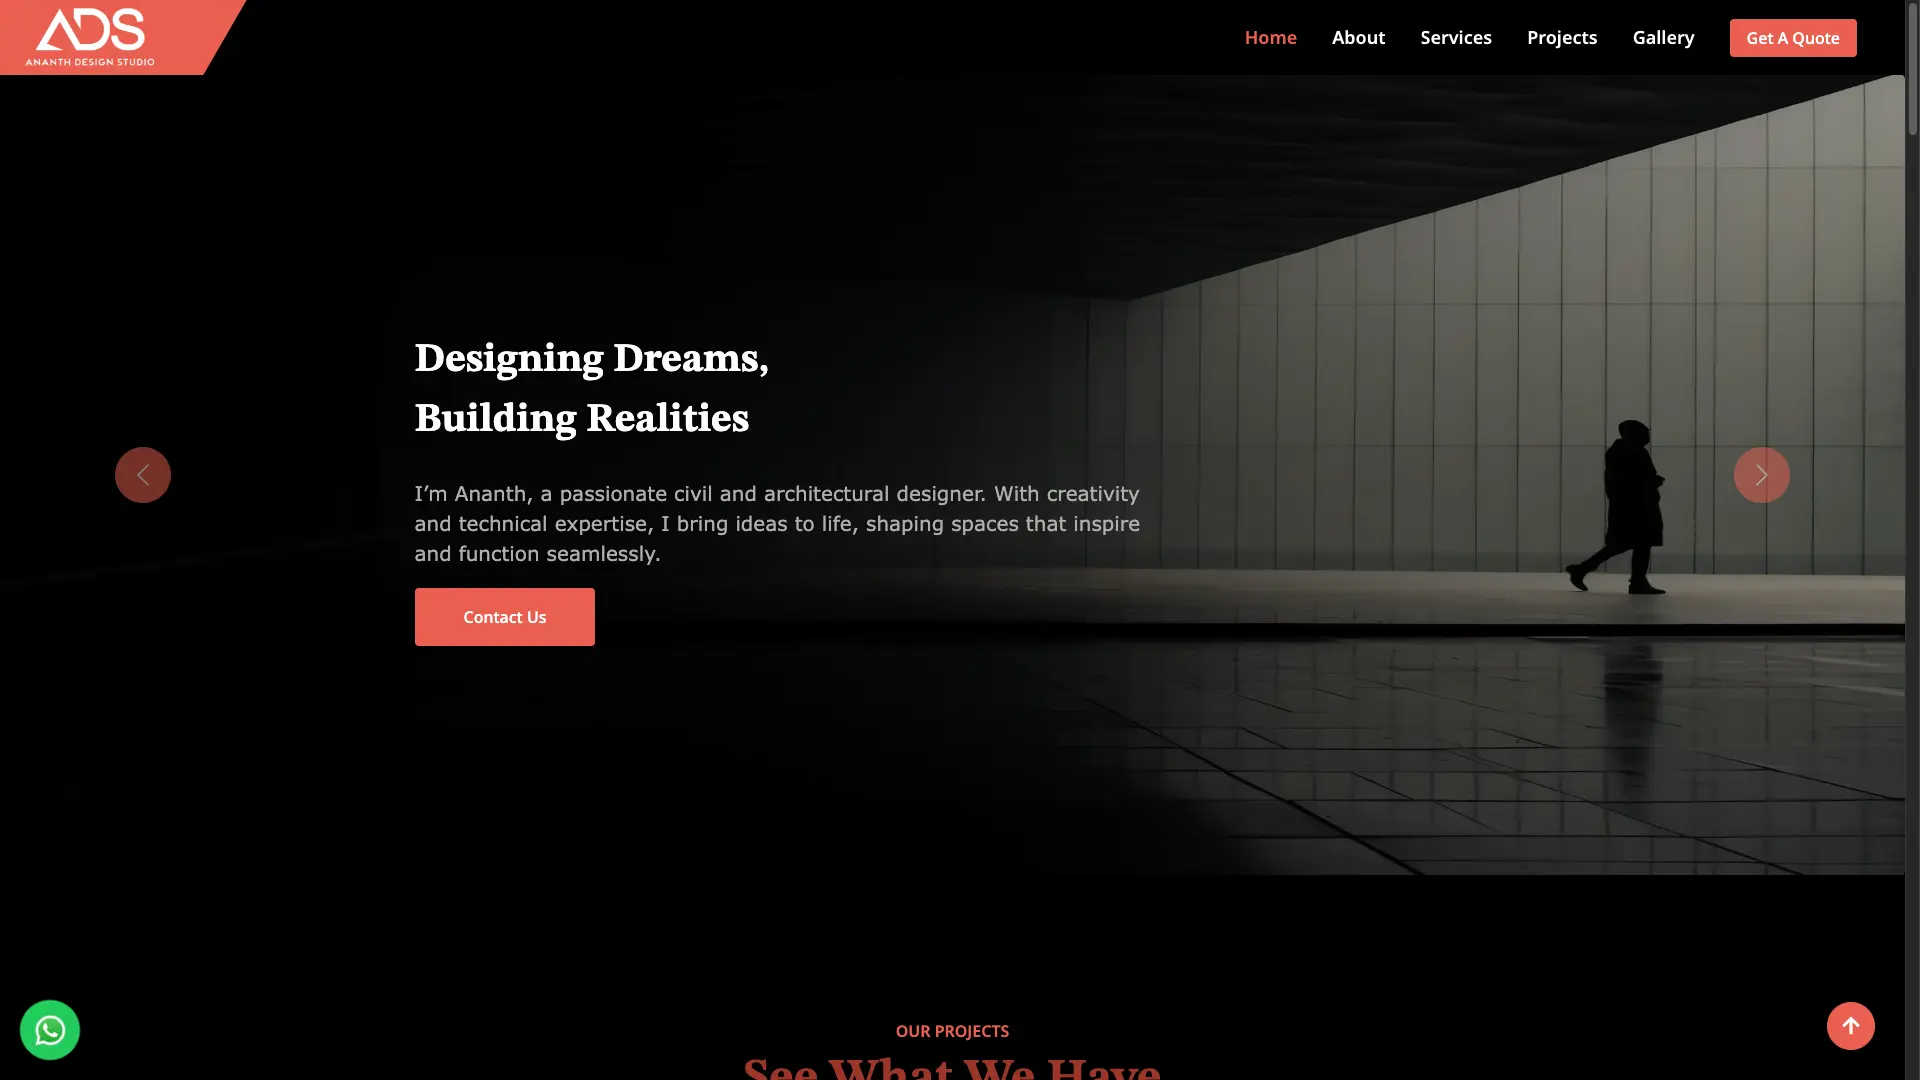 ADS
ANANTH DESIGN STUDIO
Home
About
Services
Projects
Gallery
Get A Quote
Designing Dreams,
Building Realities
I’m Ananth, a passionate civil and architectural designer. With creativity
and technical expertise, I bring ideas to life, shaping spaces that inspire
and function seamlessly.
Contact Us
OUR PROJECTS
See What We Have